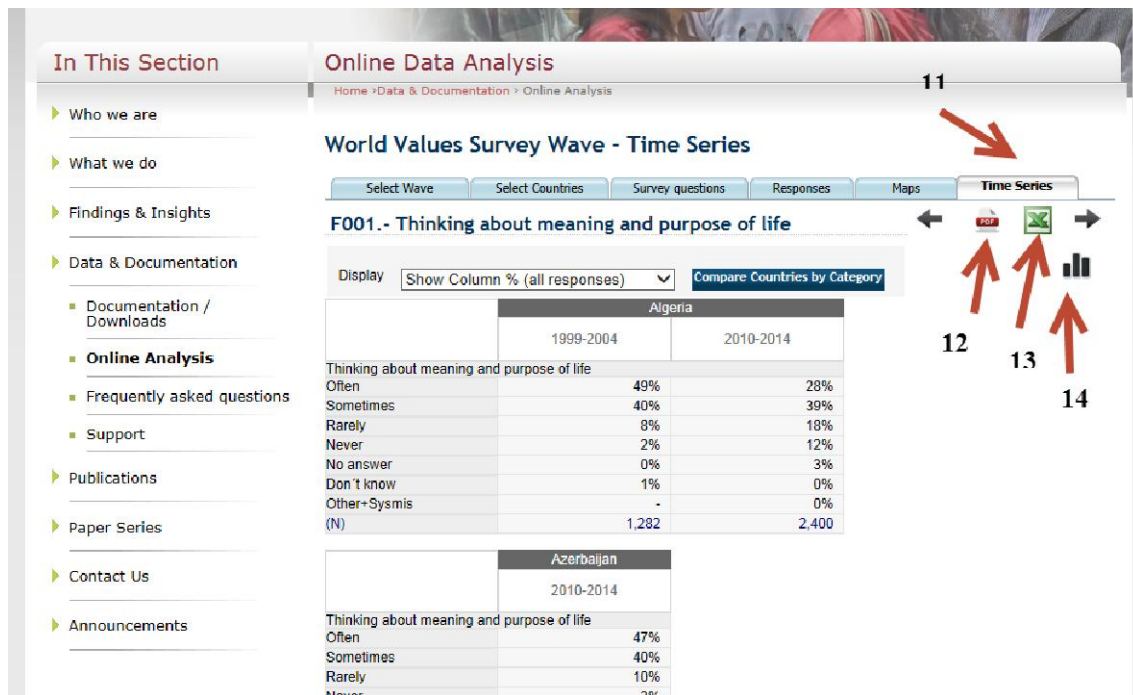 In This Section
Who we are
What we do
Findings & Insights
Data & Documentation
Documentation /
Downloads
Online Analysis
Frequently asked questions
Support
Publications
Paper Series
Contact Us
Announcements
Online Data Analysis
Home ›Data & Documentation › Online Analysis
11
World Values Survey Wave - Time Series
Select Wave Select Countries Survey questions Responses Maps Time Series
F001.- Thinking about meaning and purpose of life
PDF
Display Show Column % (all responses) Compare Countries by Category
12
13
14
Algeria
1999-2004 2010-2014
Thinking about meaning and purpose of life
Often 49% 28%
Sometimes 40% 39%
Rarely 8% 18%
Never 2% 12%
No answer 0% 3%
Don´t know 1% 0%
Other+Sysmis - 0%
(N) 1,282 2,400
Azerbaijan
2010-2014
Thinking about meaning and purpose of life
Often 47%
Sometimes 40%
Rarely 10%